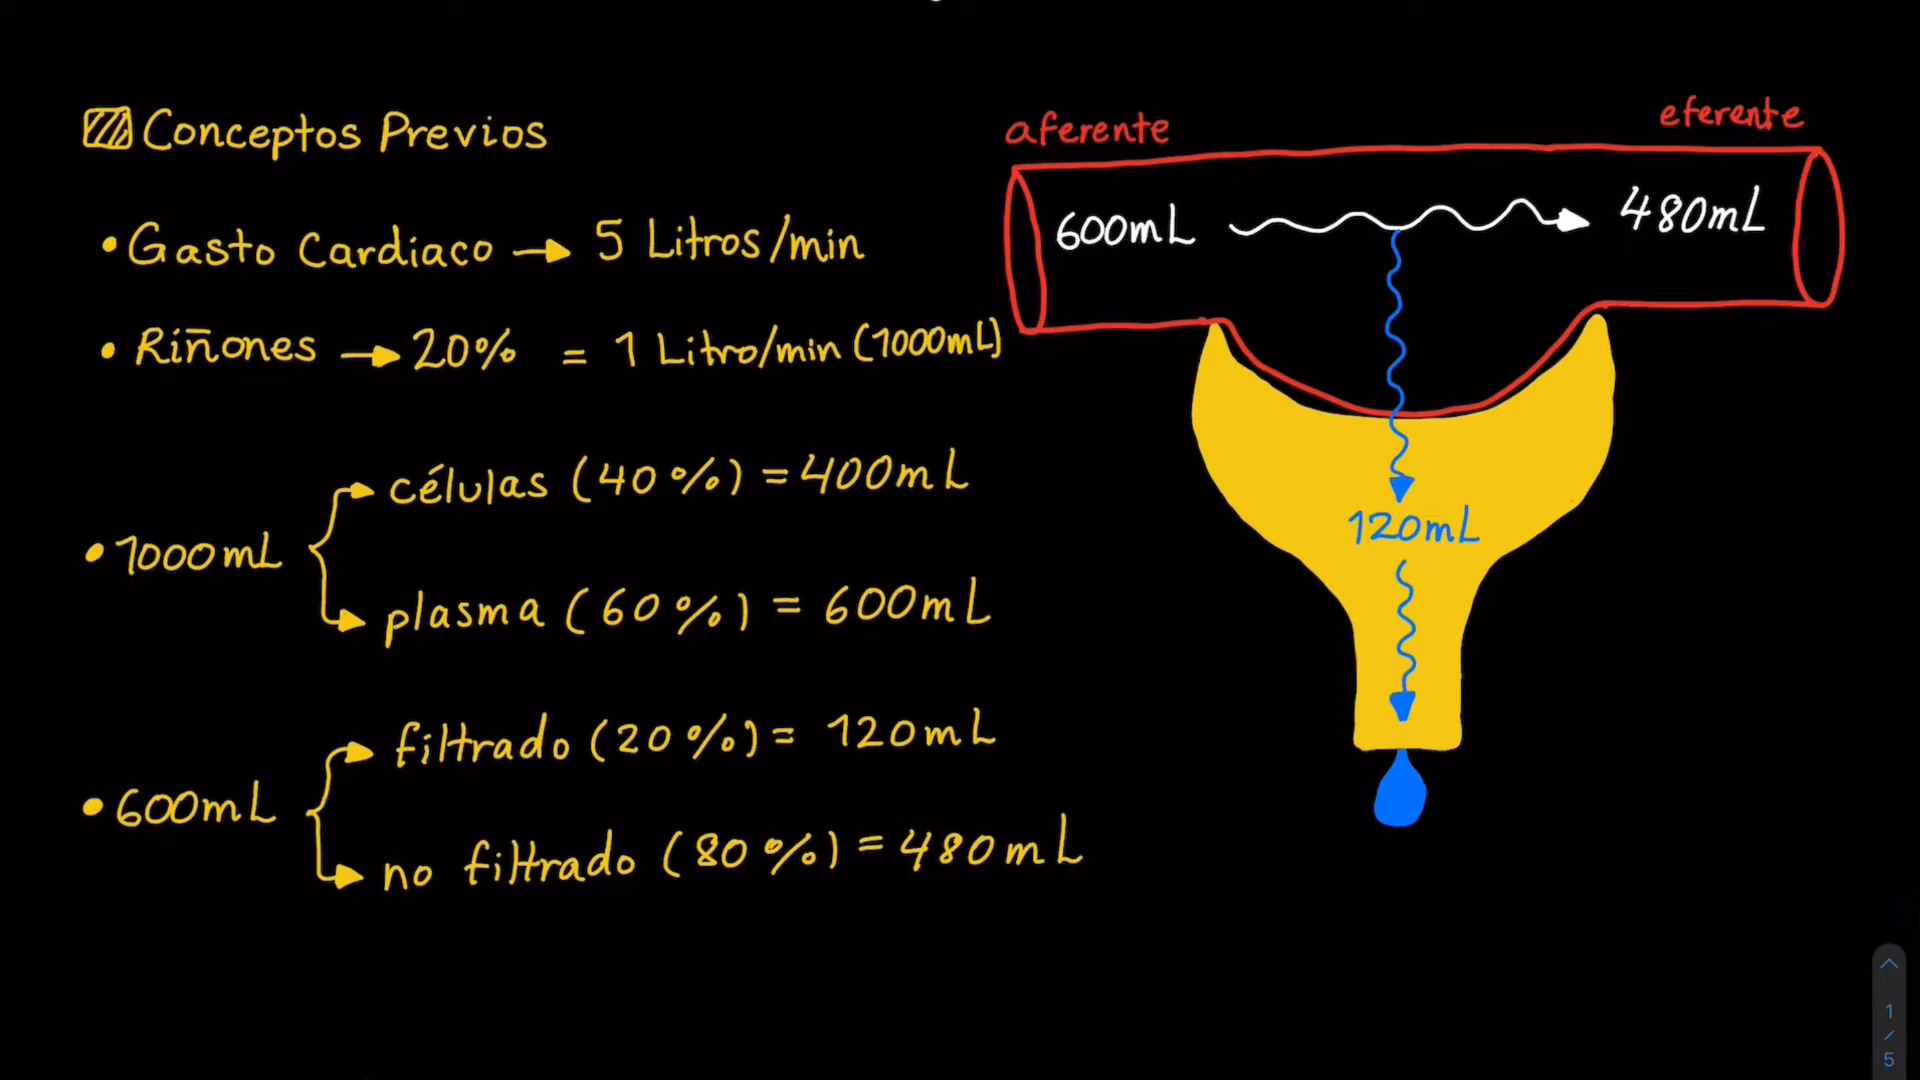 Conceptos Previos
• Gasto Cardiaco → 5 Litros/min
• Riñones → 20% = 1 Litro/min (1000mL)
• 1000mL
células (40%) = 400mL
plasma (60%) = 600mL
• 600mL
filtrado (20%) = 120mL
no filtrado (80%) = 480mL
aferente
eferente
600mL
480mL
120mL
1
/
5